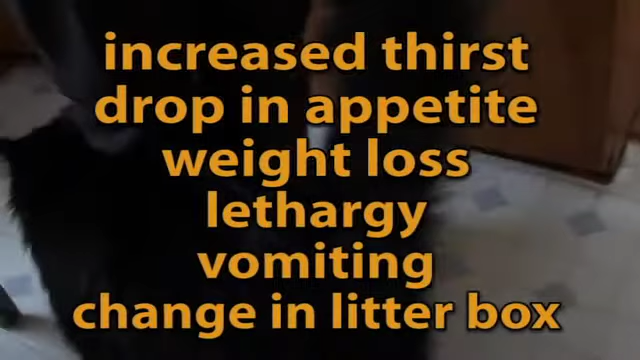 increased thirst
drop in appetite
weight loss
lethargy
vomiting
change in litter box